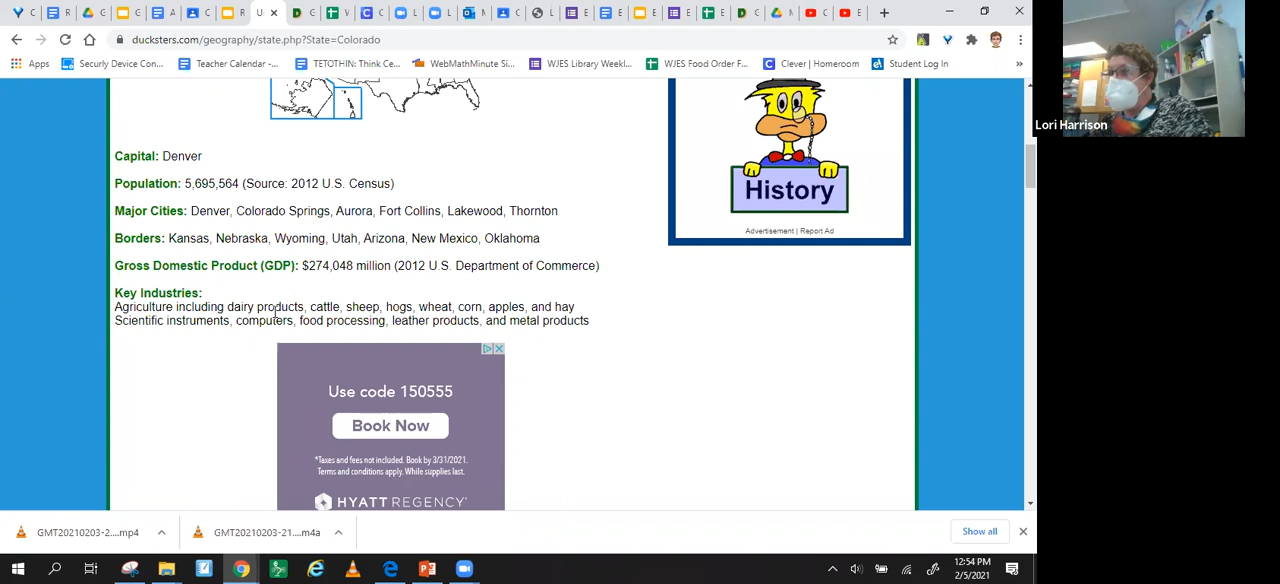 C R G G A C R U G V C L L M C L E E E E E C N C E
ducksters.com/geography/state.php?State=Colorado
Apps Securly Device Con... Teacher Calendar -... TETOTHIN: Think Ce... WebMathMinute Si... WJES Library Weekl... WJES Food Order F... Clever | Homeroom Student Log In »
Lori Harrison
Capital: Denver
Population: 5,695,564 (Source: 2012 U.S. Census)
Major Cities: Denver, Colorado Springs, Aurora, Fort Collins, Lakewood, Thornton
Borders: Kansas, Nebraska, Wyoming, Utah, Arizona, New Mexico, Oklahoma
Gross Domestic Product (GDP): $274,048 million (2012 U.S. Department of Commerce)
Key Industries:
Agriculture including dairy products, cattle, sheep, hogs, wheat, corn, apples, and hay
Scientific instruments, computers, food processing, leather products, and metal products
History
Advertisement | Report Ad
Use code 150555
Book Now
*Taxes and fees not included. Book by 3/31/2021.
Terms and conditions apply. While supplies last.
HYATT REGENCY
GMT20210203-2....mp4
GMT20210203-21....m4a
Show all
12:54 PM
2/5/2021